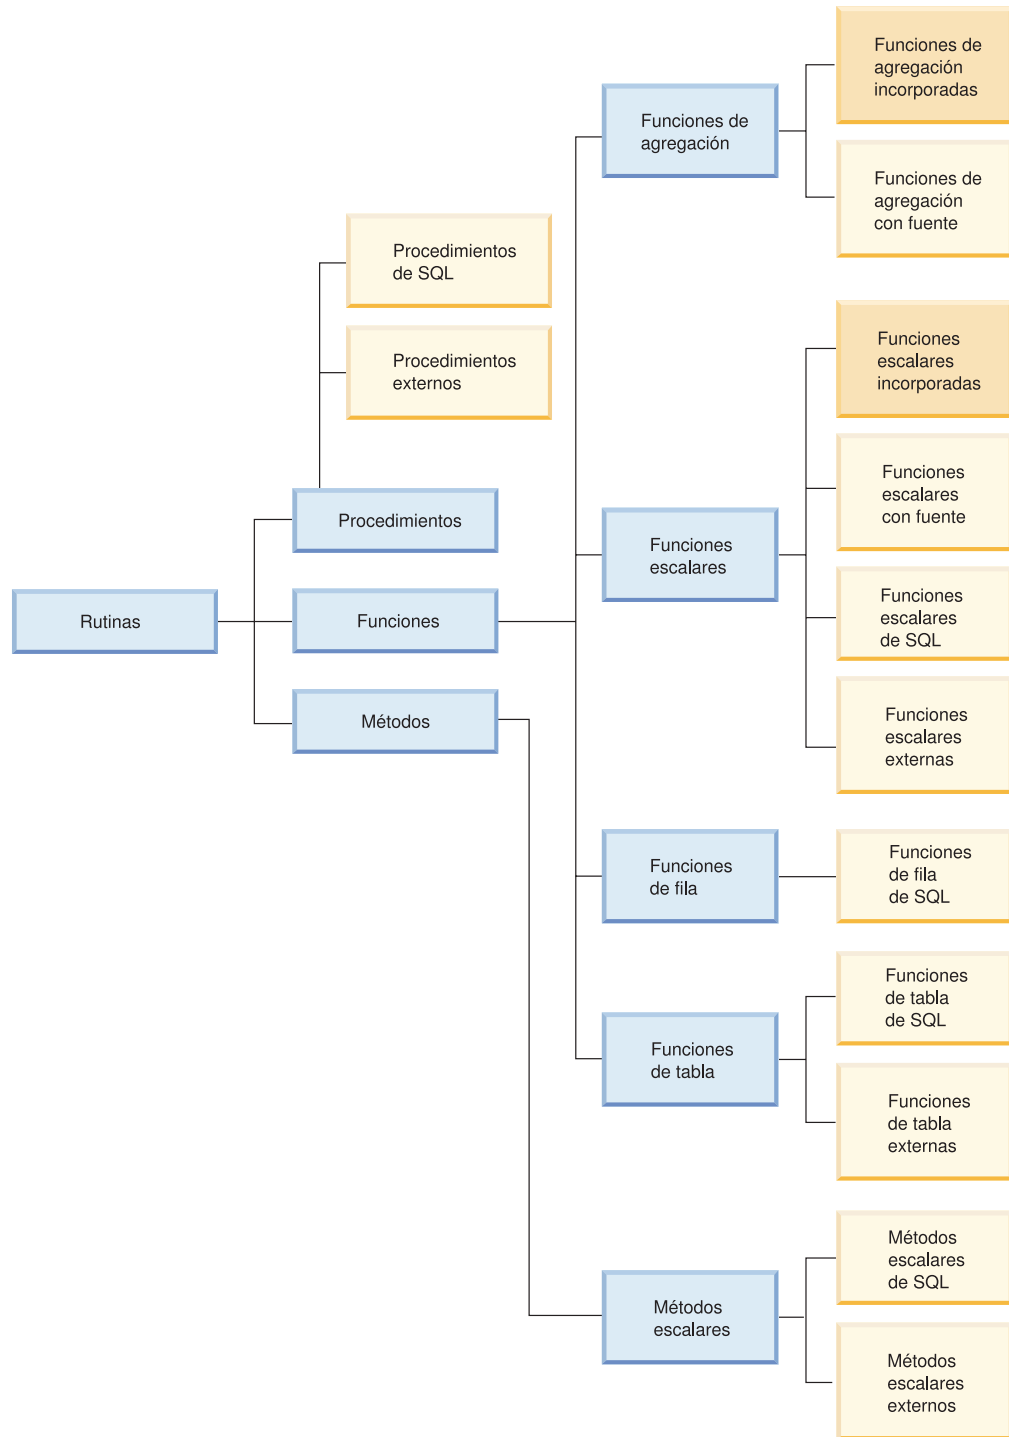 Funciones de
agregación
incorporadas
Funciones de
agregación
Funciones de
agregación
con fuente
Procedimientos
de SQL
Procedimientos
externos
Funciones
escalares
incorporadas
Funciones
escalares
con fuente
Procedimientos
Funciones
escalares
Rutinas
Funciones
Funciones
escalares
de SQL
Métodos
Funciones
escalares
externas
Funciones
de fila
Funciones
de fila
de SQL
Funciones
de tabla
de SQL
Funciones
de tabla
Funciones
de tabla
externas
Métodos
escalares
de SQL
Métodos
escalares
Métodos
escalares
externos